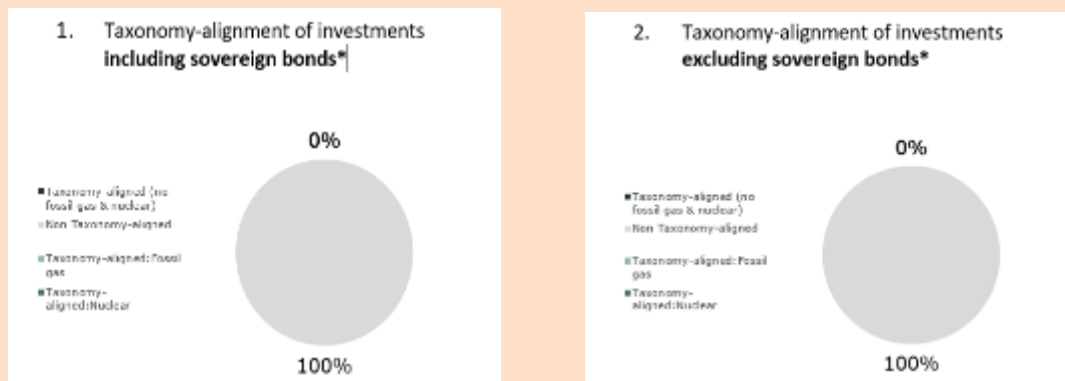 1. Taxonomy-alignment of investments
including sovereign bonds*
0%
Taxonomy-aligned (no
fossil gas & nuclear)
Non Taxonomy-aligned
Taxonomy-aligned:Fossil
gas
Taxonomy-
aligned:Nuclear
100%
2. Taxonomy-alignment of investments
excluding sovereign bonds*
0%
Taxonomy-aligned (no
fossil gas & nuclear)
Non Taxonomy-aligned
Taxonomy-aligned:Fossil
gas
Taxonomy-
aligned:Nuclear
100%